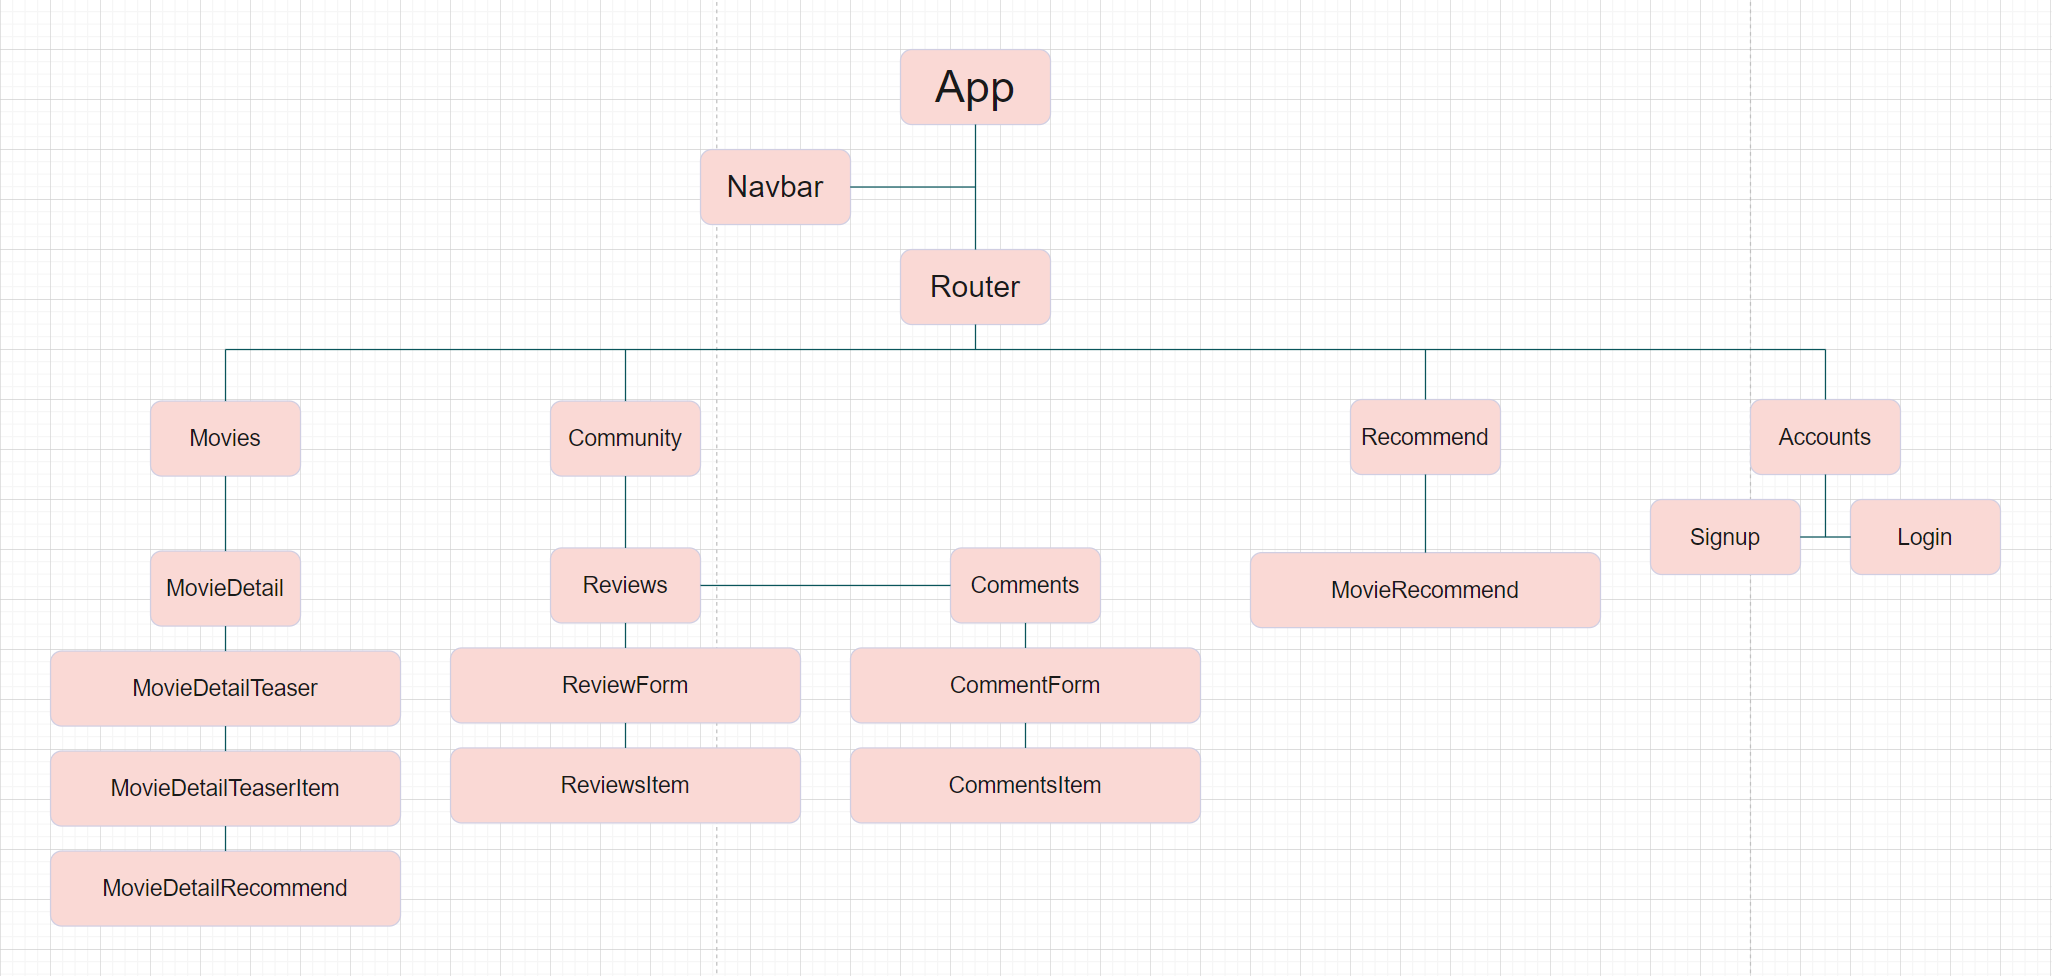 App
Navbar
Router
Movies
Community
Recommend
Accounts
Signup
Login
MovieDetail
Reviews
Comments
MovieRecommend
MovieDetailTeaser
ReviewForm
CommentForm
MovieDetailTeaserItem
ReviewsItem
CommentsItem
MovieDetailRecommend